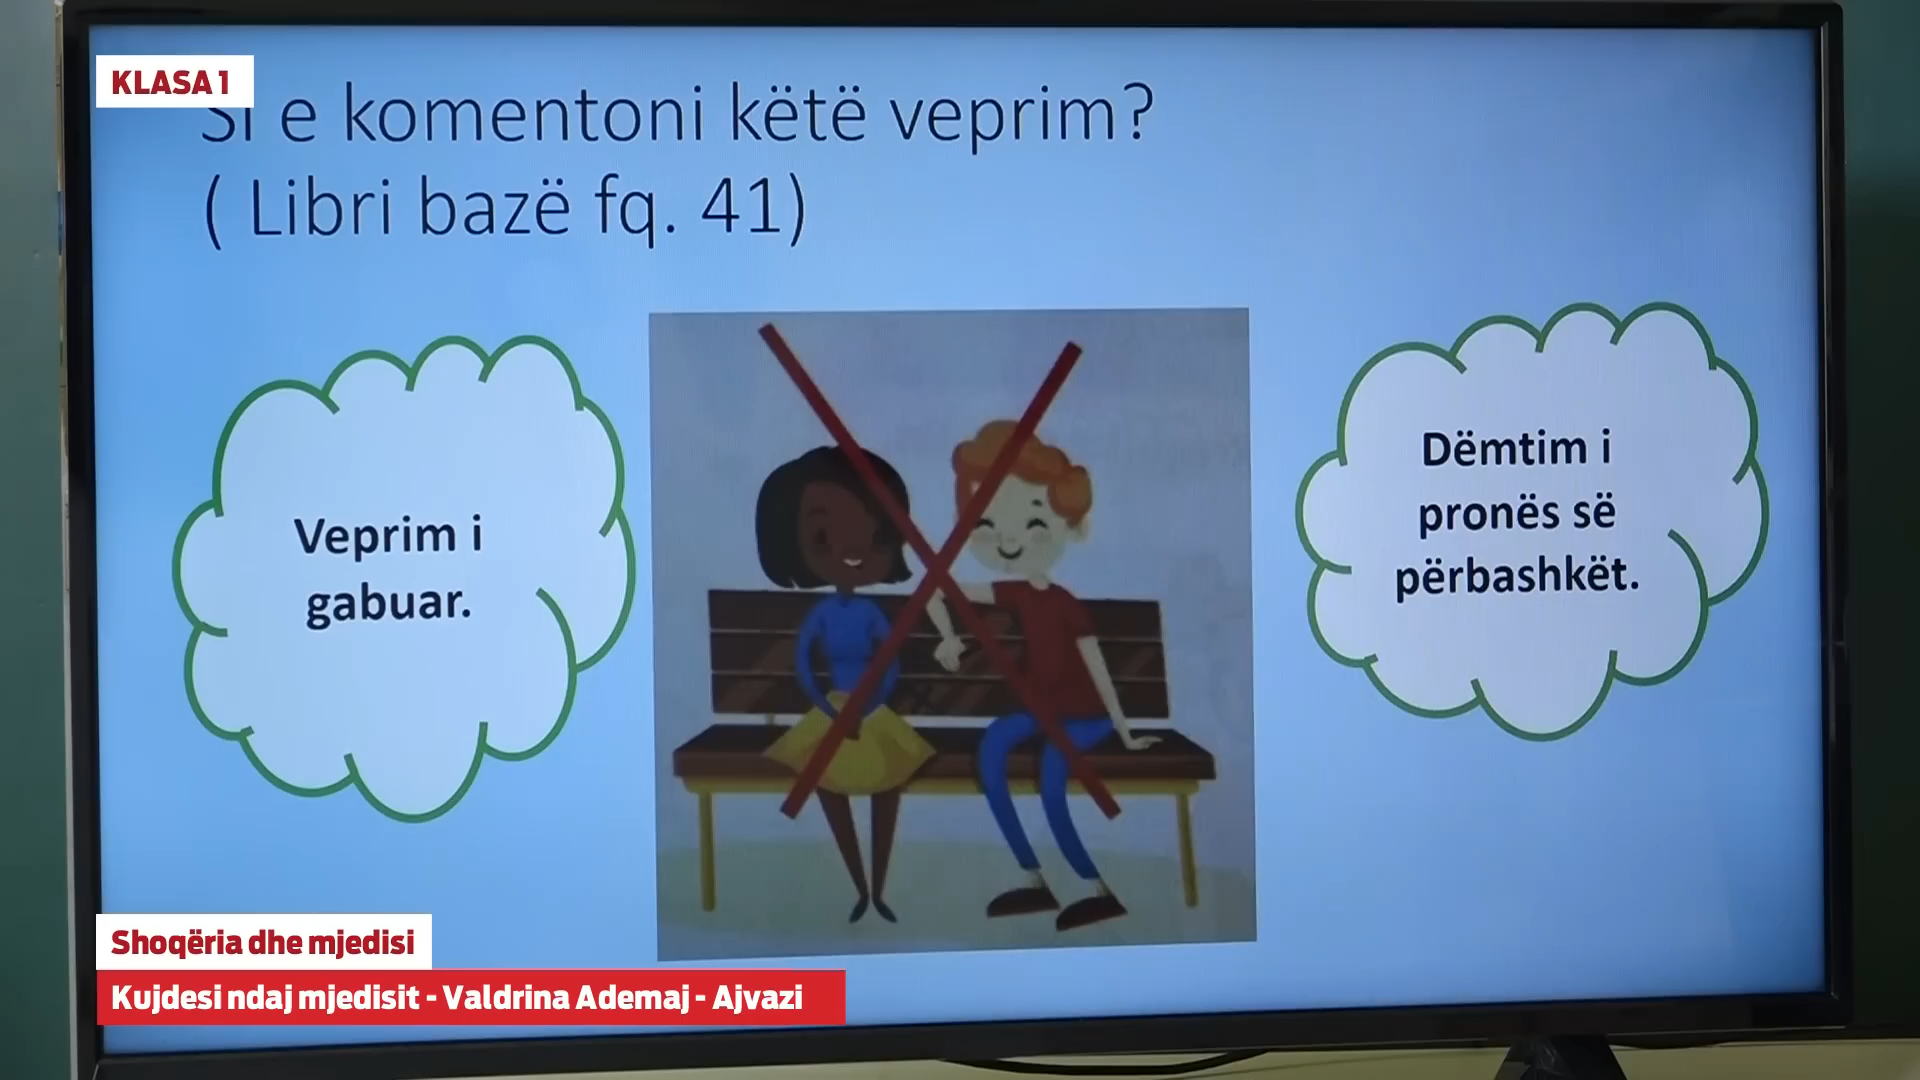 KLASA 1
Si e komentoni këtë veprim?
( Libri bazë fq. 41)
Veprim i
gabuar.
Dëmtim i
pronës së
përbashkët.
Shoqëria dhe mjedisi
Kujdesi ndaj mjedisit - Valdrina Ademaj - Ajvazi